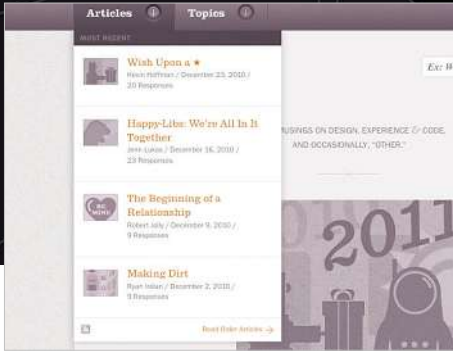 Articles
Topics
MOST RECENT
Wish Upon a ★
Kevin Hoffman / December 23, 2010 /
20 Responses
Happy-Libs: We're All In It
Together
Jenn Lukas / December 16, 2010 /
23 Responses
BE
MINE
The Beginning of a
Relationship
Robert Jolly / December 9, 2010 /
9 Responses
Making Dirt
December 2, 2010 /
9 Responses
Read Older Articles →
Ex: W
MUSINGS ON DESIGN, EXPERIENCE & CODE,
AND OCCASIONALLY, "OTHER."
2011